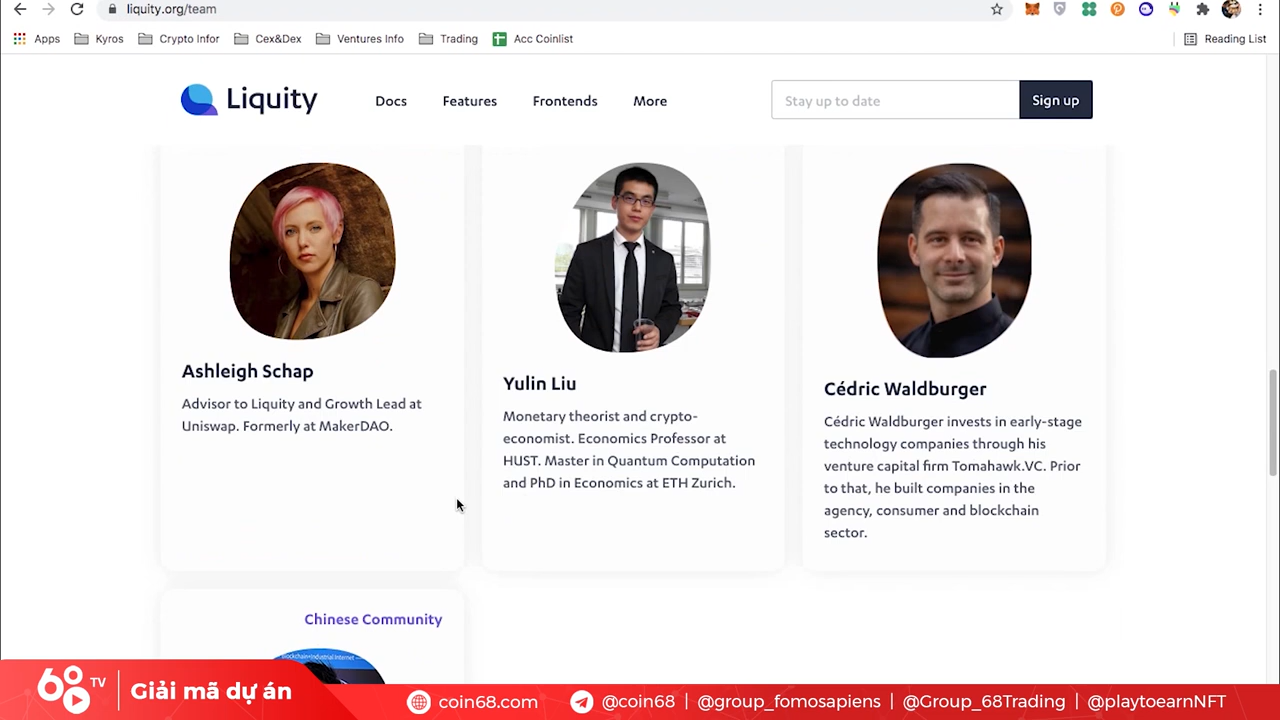 liquity.org/team
Apps Kyros Crypto Infor Cex&Dex Ventures Info Trading Acc Coinlist Reading List
Liquity Docs Features Frontends More Stay up to date Sign up
Ashleigh Schap
Advisor to Liquity and Growth Lead at
Uniswap. Formerly at MakerDAO.
Yulin Liu
Monetary theorist and crypto-
economist. Economics Professor at
HUST. Master in Quantum Computation
and PhD in Economics at ETH Zurich.
Cédric Waldburger
Cédric Waldburger invests in early-stage
technology companies through his
venture capital firm Tomahawk.VC. Prior
to that, he built companies in the
agency, consumer and blockchain
sector.
Chinese Community
Blockchain+Industrial Internet
68 TV Giải mã dự án
coin68.com @coin68 | @group_fomosapiens | @Group_68Trading | @playtoearnNFT